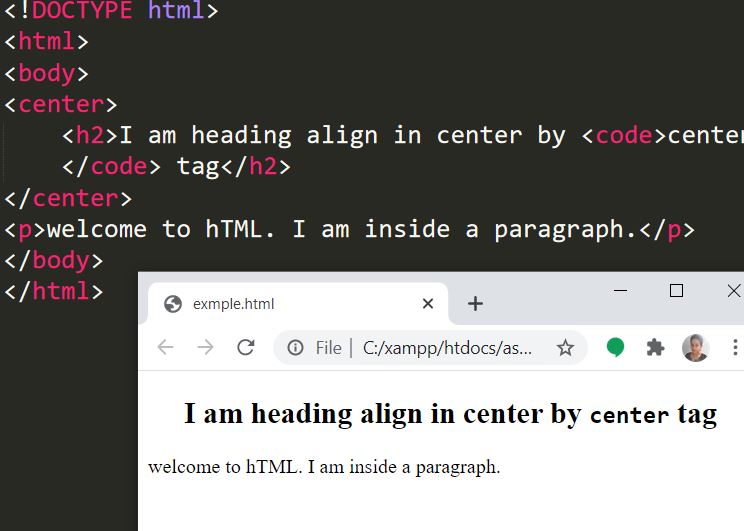 <!DOCTYPE html>
<html>
<body>
<center>
<h2>I am heading align in center by <code>center
</code> tag</h2>
</center>
<p>welcome to hTML. I am inside a paragraph.</p>
</body>
</html>
exmple.html
File | C:/xampp/htdocs/as...
I am heading align in center by center tag
welcome to hTML. I am inside a paragraph.